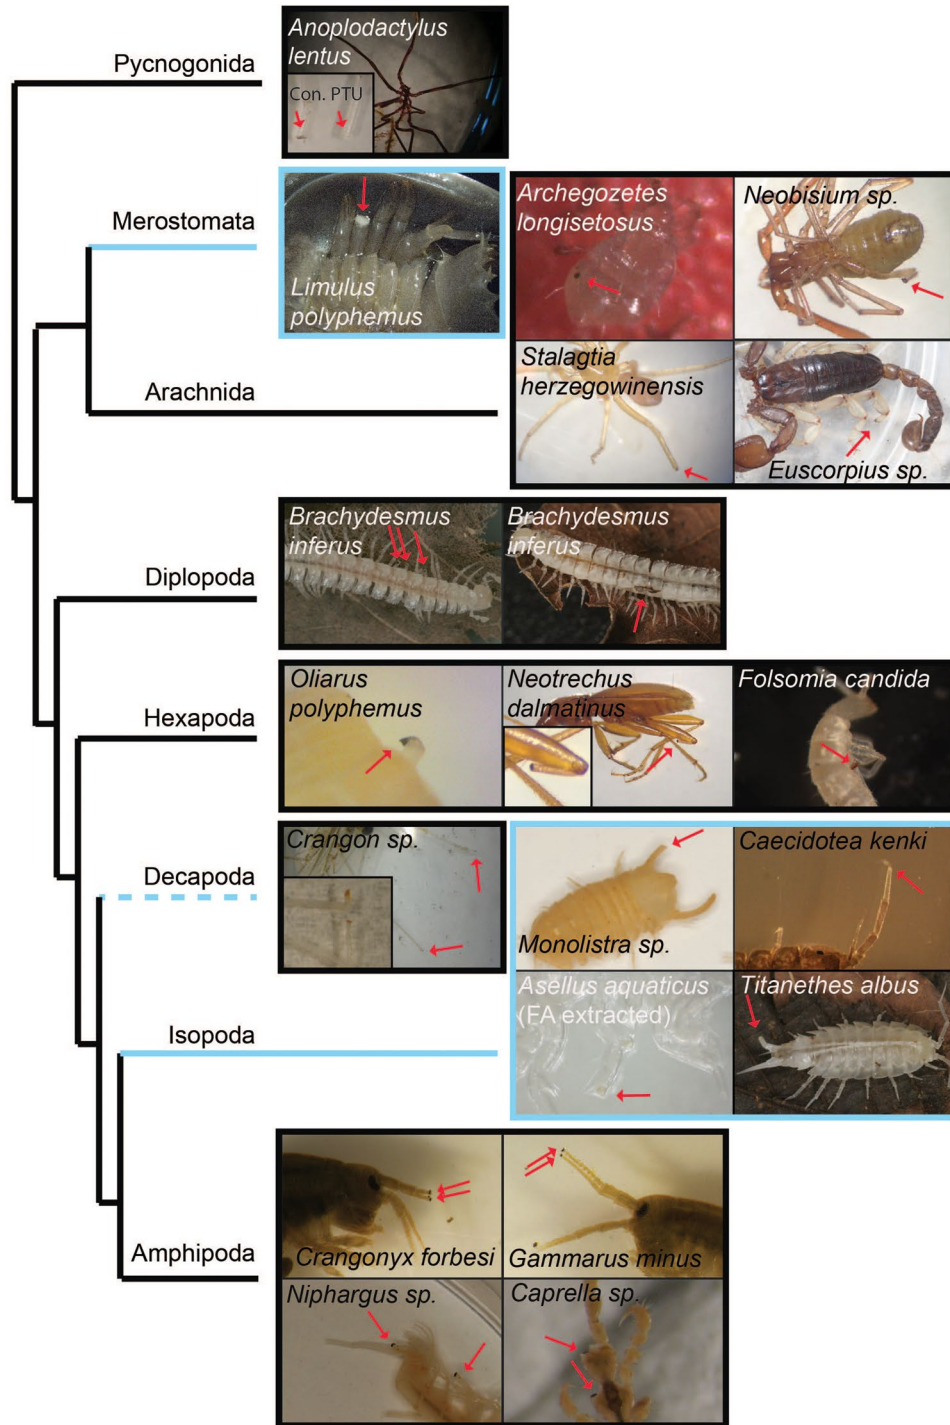 Pycnogonida
Anoplodactylus
lentus
Con. PTU
Merostomata
Limulus
polyphemus
Archegozetes
longisetosus
Neobisium sp.
Arachnida
Stalagtia
herzegowinensis
Euscorpius sp.
Diplopoda
Brachydesmus
inferus
Brachydesmus
inferus
Hexapoda
Oliarus
polyphemus
Neotrechus
dalmatinus
Folsomia candida
Decapoda
Crangon sp.
Monolistra sp.
Caecidotea kenki
Isopoda
Asellus aquaticus
(FA extracted)
Titanethes albus
Amphipoda
Crangonyx forbesi
Gammarus minus
Niphargus sp.
Caprella sp.